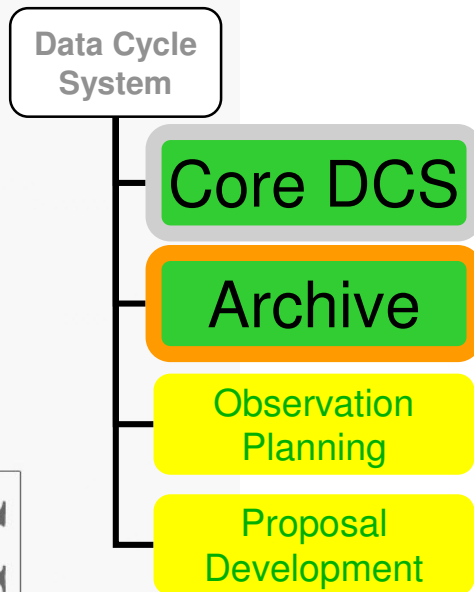 Data Cycle
System
Core DCS
Archive
Observation
Planning
Proposal
Development